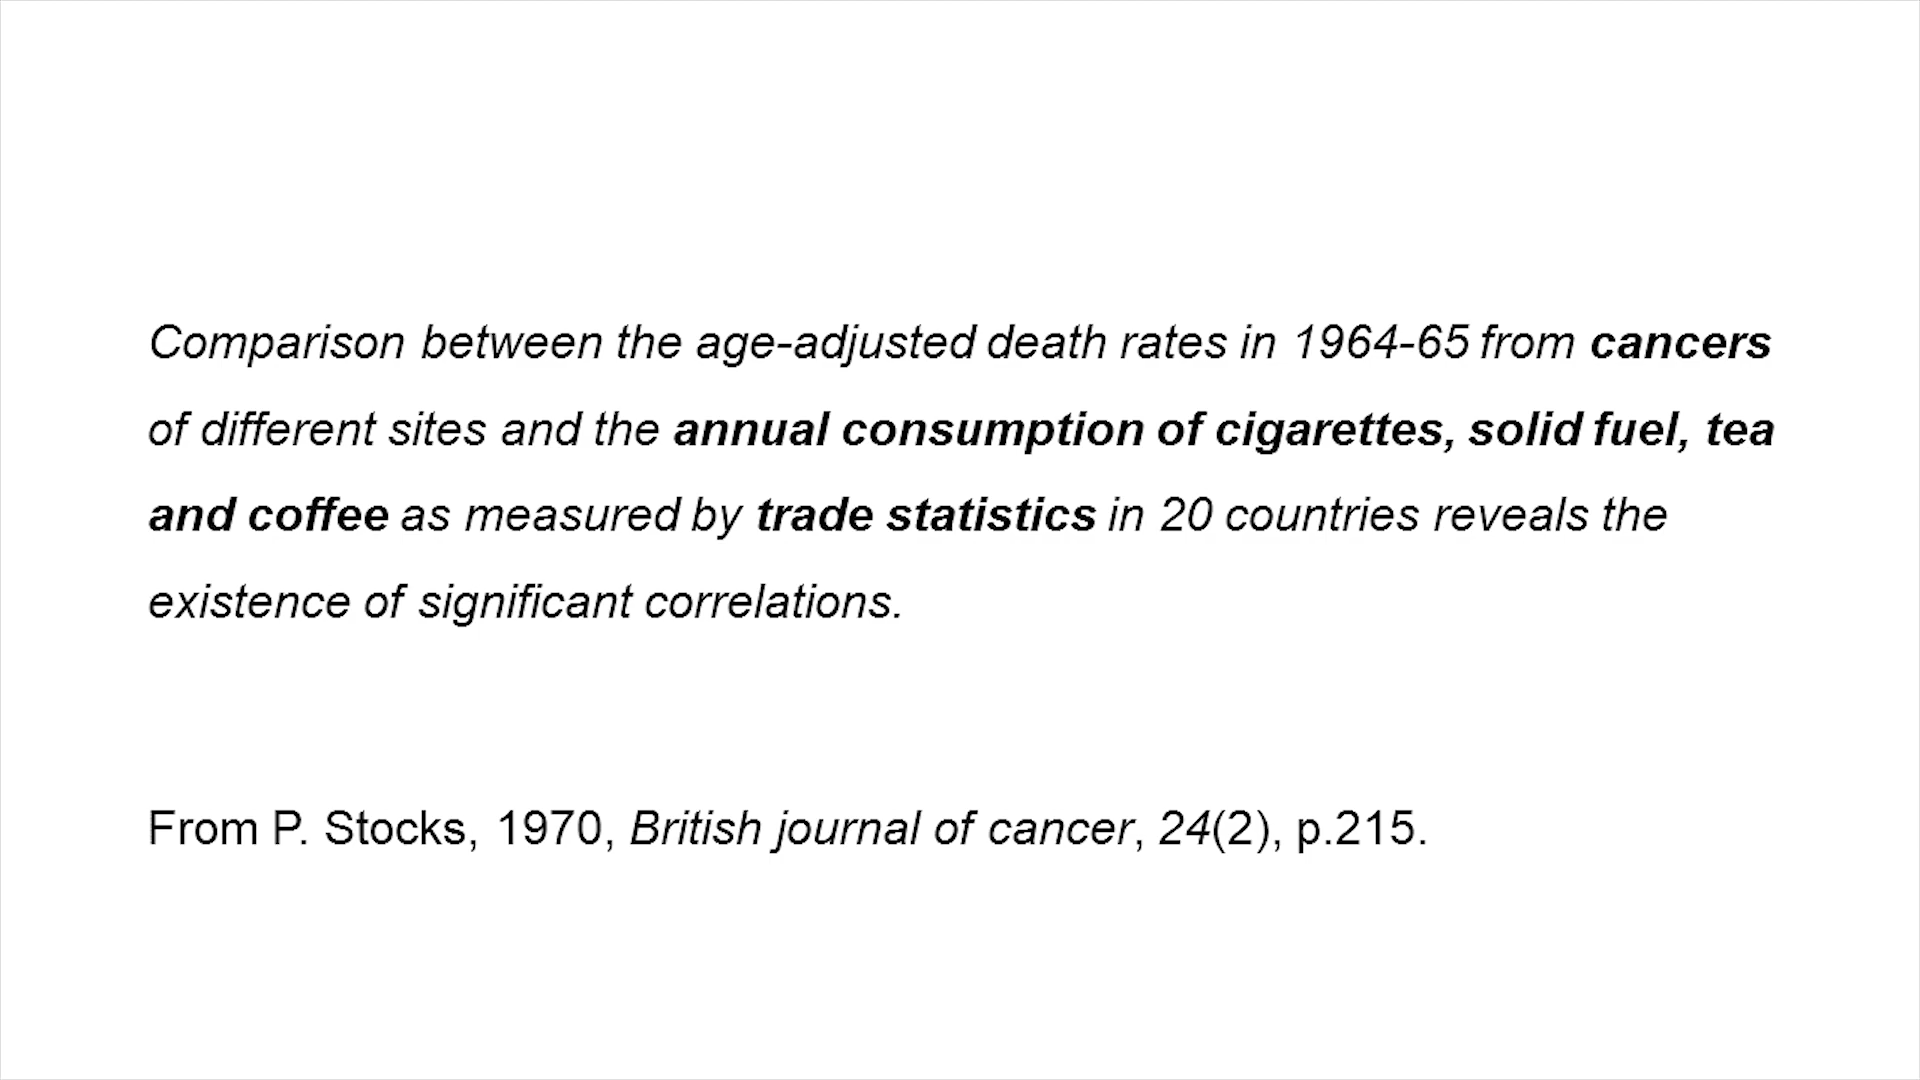 Comparison between the age-adjusted death rates in 1964-65 from cancers
of different sites and the annual consumption of cigarettes, solid fuel, tea
and coffee as measured by trade statistics in 20 countries reveals the
existence of significant correlations.
From P. Stocks, 1970, British journal of cancer, 24(2), p.215.